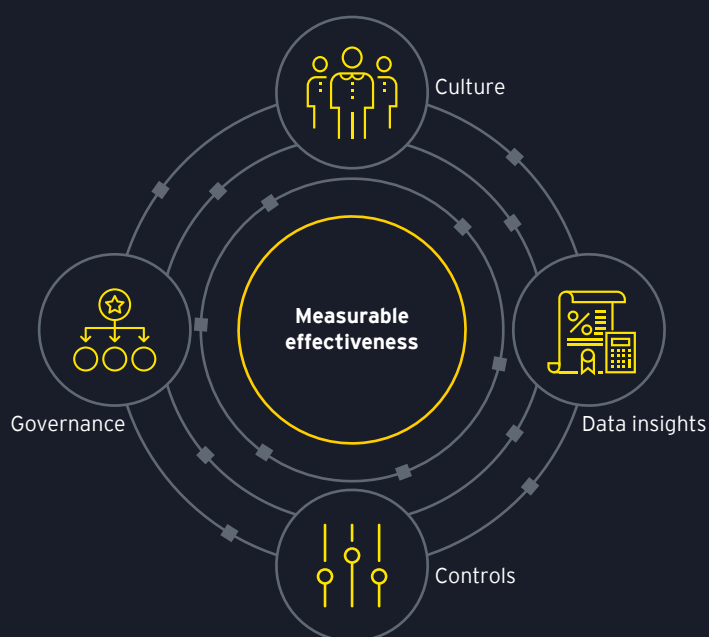 Culture
Measurable
effectiveness
Governance
Data insights
Controls